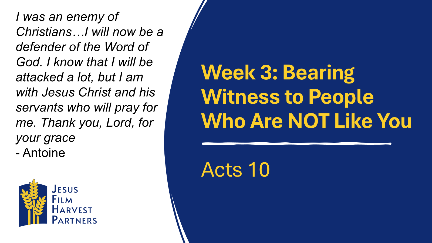 I was an enemy of
Christians…I will now be a
defender of the Word of
God. I know that I will be
attacked a lot, but I am
with Jesus Christ and his
servants who will pray for
me. Thank you, Lord, for
your grace
- Antoine
JESUS
FILM
HARVEST
PARTNERS
Week 3: Bearing
Witness to People
Who Are NOT Like You
Acts 10